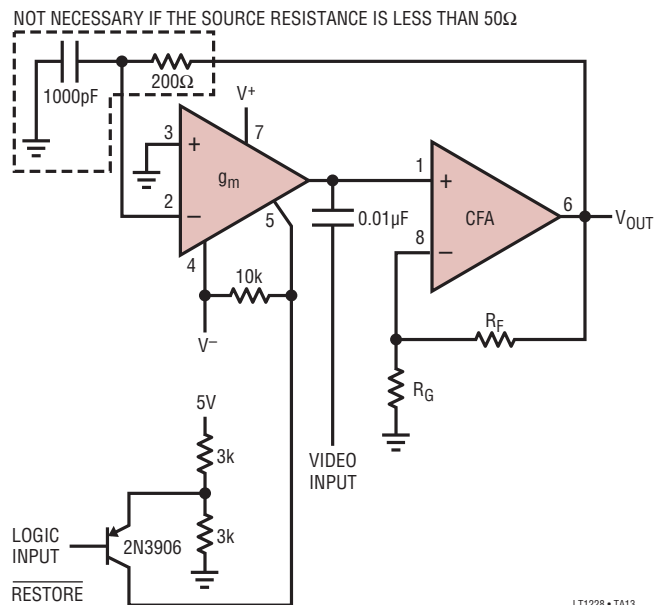 NOT NECESSARY IF THE SOURCE RESISTANCE IS LESS THAN 50Ω
1000pF
200Ω
V+
3
+
7
gm
2
−
5
4
10k
V−
1
+
CFA
6
VOUT
8
−
0.01µF
RF
RG
5V
3k
3k
VIDEO
INPUT
LOGIC
INPUT
2N3906
RESTORE
LT1228 • TA13